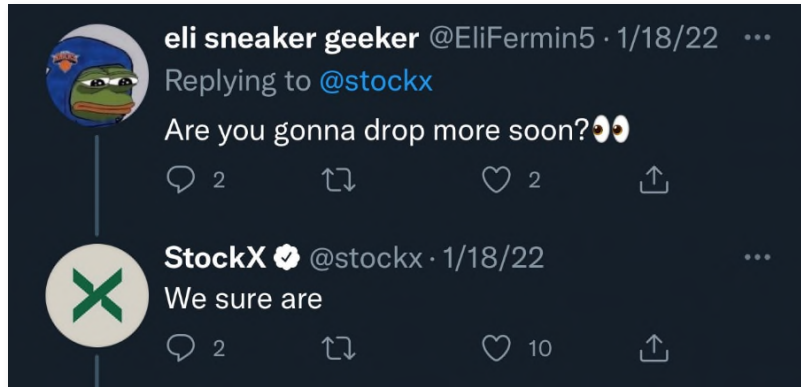 eli sneaker geeker @EliFermin5 · 1/18/22 ...
Replying to @stockx
Are you gonna drop more soon?👀
2 2
StockX @stockx · 1/18/22 ...
We sure are
2 10